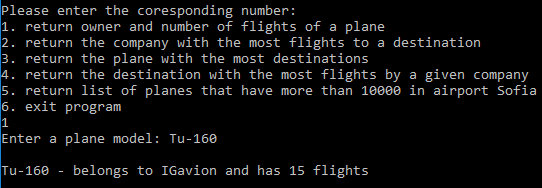 Please enter the coresponding number:
1. return owner and number of flights of a plane
2. return the company with the most flights to a destination
3. return the plane with the most destinations
4. return the destination with the most flights by a given company
5. return list of planes that have more than 10000 in airport Sofia
6. exit program
1
Enter a plane model: Tu-160
Tu-160 - belongs to IGavion and has 15 flights